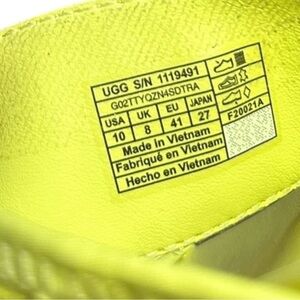 UGG S/N 1119491
G02TTYQZN4SDTRA
USA UK EU JAPAN
10 8 41 27
Made in Vietnam
Fabriqué en Vietnam
Hecho en Vietnam
F20021A